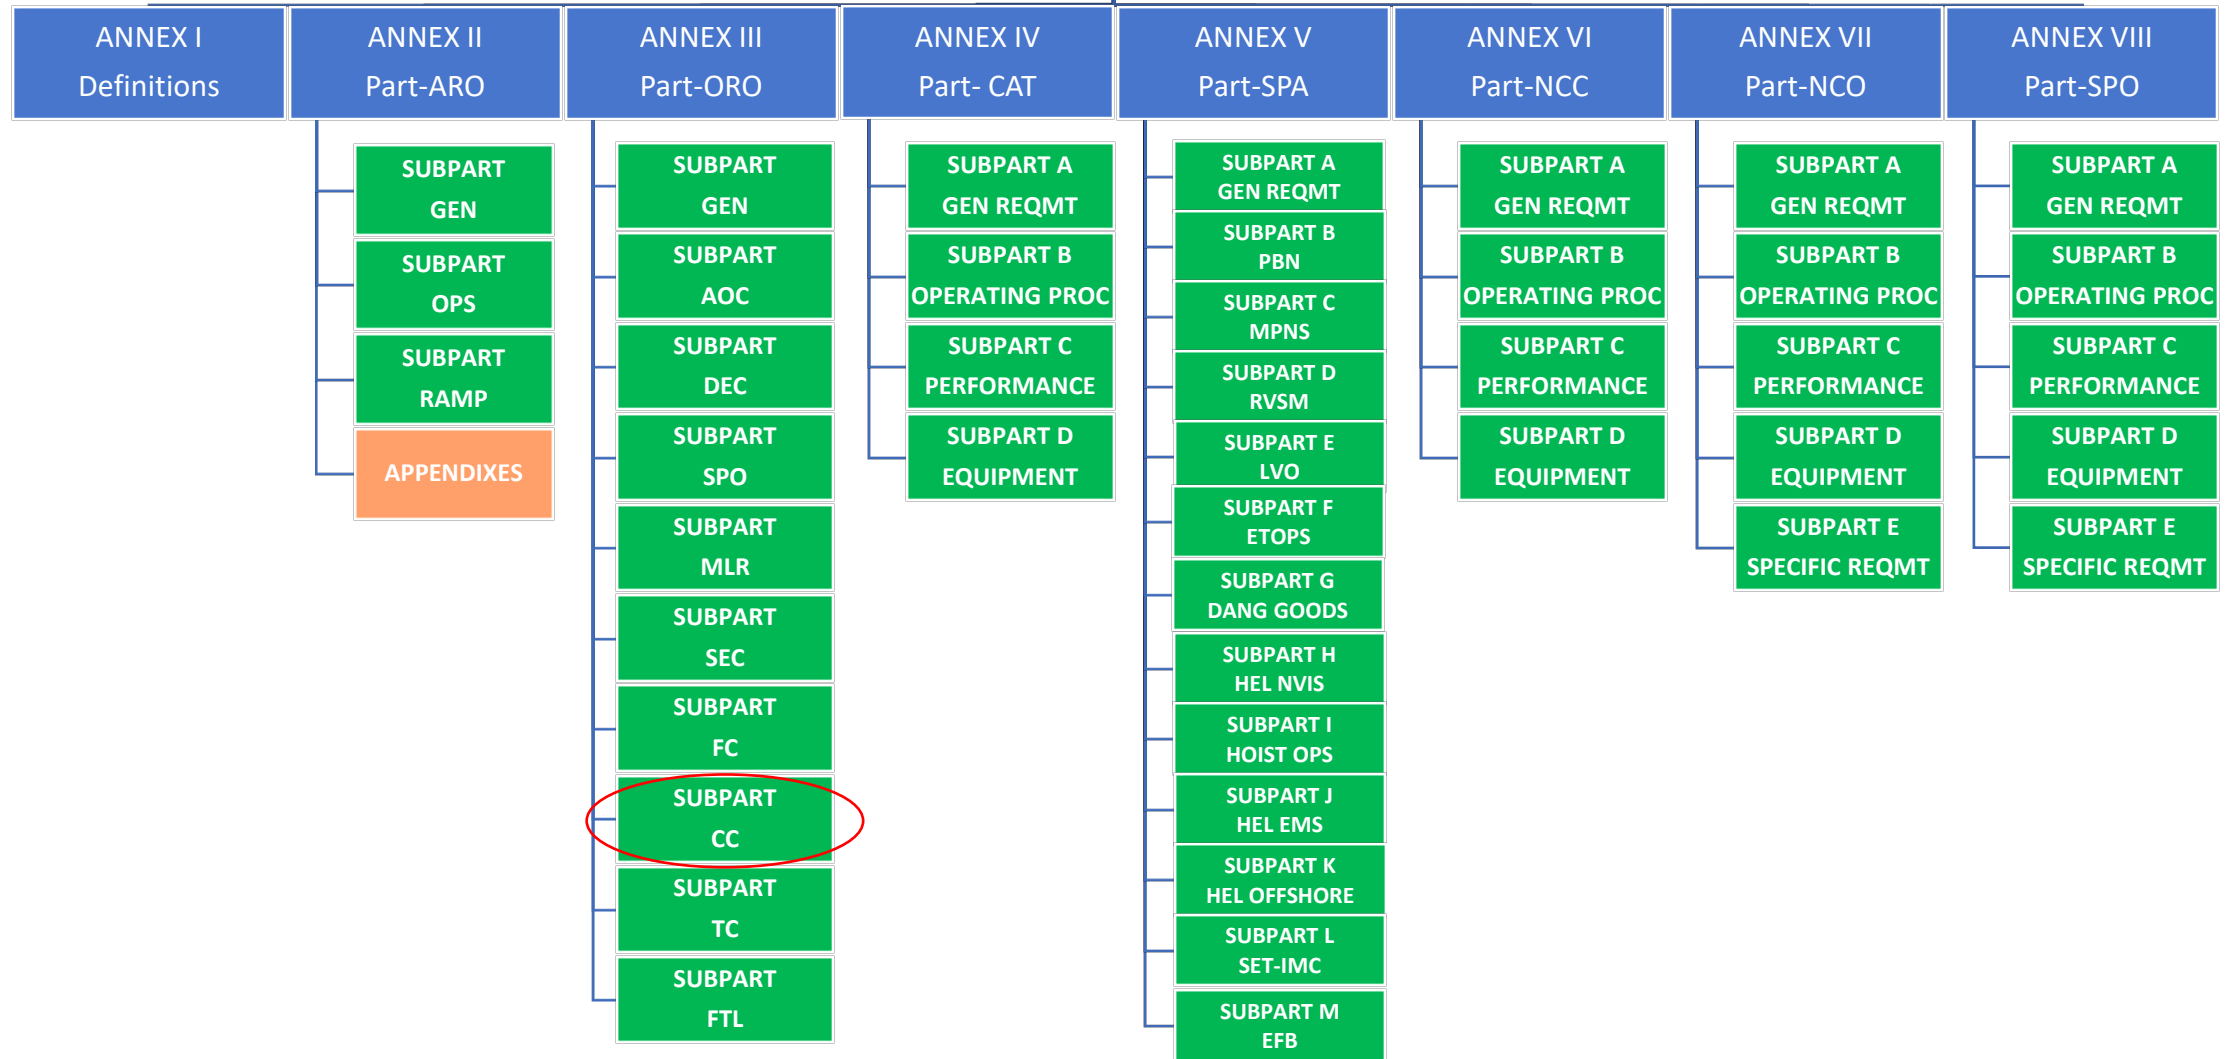 ANNEX I
Definitions
ANNEX II
Part-ARO
SUBPART
GEN
SUBPART
OPS
SUBPART
RAMP
APPENDIXES
ANNEX III
Part-ORO
SUBPART
GEN
SUBPART
AOC
SUBPART
DEC
SUBPART
SPO
SUBPART
MLR
SUBPART
SEC
SUBPART
FC
SUBPART
CC
SUBPART
TC
SUBPART
FTL
ANNEX IV
Part- CAT
SUBPART A
GEN REQMT
SUBPART B
OPERATING PROC
SUBPART C
PERFORMANCE
SUBPART D
EQUIPMENT
ANNEX V
Part-SPA
SUBPART A
GEN REQMT
SUBPART B
PBN
SUBPART C
MPNS
SUBPART D
RVSM
SUBPART E
LVO
SUBPART F
ETOPS
SUBPART G
DANG GOODS
SUBPART H
HEL NVIS
SUBPART I
HOIST OPS
SUBPART J
HEL EMS
SUBPART K
HEL OFFSHORE
SUBPART L
SET-IMC
SUBPART M
EFB
ANNEX VI
Part-NCC
SUBPART A
GEN REQMT
SUBPART B
OPERATING PROC
SUBPART C
PERFORMANCE
SUBPART D
EQUIPMENT
ANNEX VII
Part-NCO
SUBPART A
GEN REQMT
SUBPART B
OPERATING PROC
SUBPART C
PERFORMANCE
SUBPART D
EQUIPMENT
SUBPART E
SPECIFIC REQMT
ANNEX VIII
Part-SPO
SUBPART A
GEN REQMT
SUBPART B
OPERATING PROC
SUBPART C
PERFORMANCE
SUBPART D
EQUIPMENT
SUBPART E
SPECIFIC REQMT